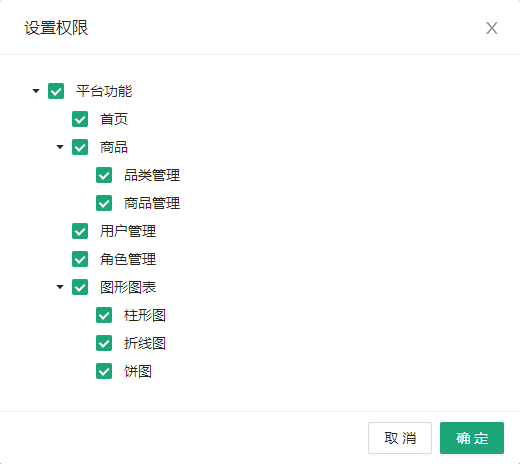 设置权限
平台功能
首页
商品
品类管理
商品管理
用户管理
角色管理
图形图表
柱形图
折线图
饼图
取 消
确 定